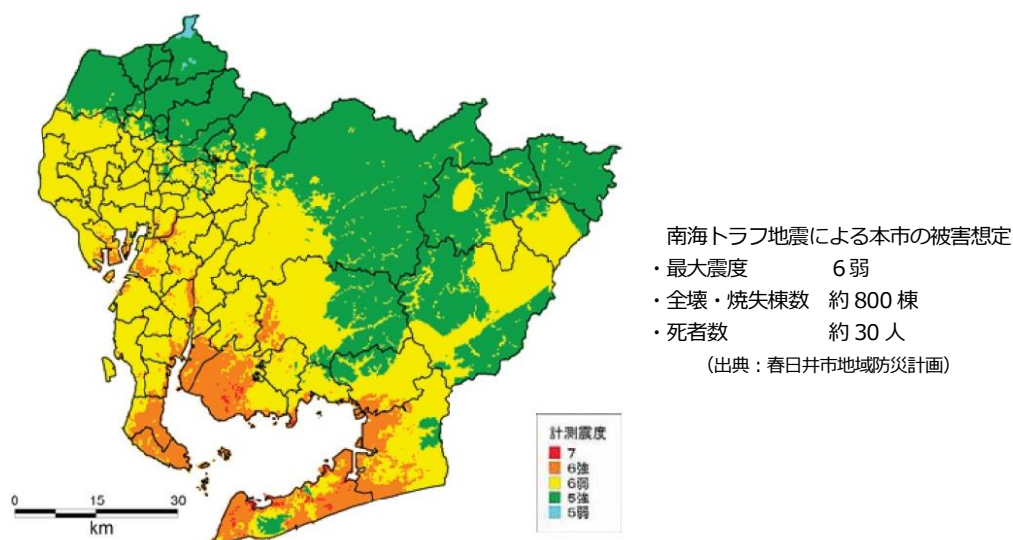 南海トラフ地震による本市の被害想定
・最大震度 6弱
・全壊・焼失棟数 約800棟
・死者数 約30人
(出典:春日井市地域防災計画)
計測震度
7
6強
6弱
5強
5弱
0 15 30
km